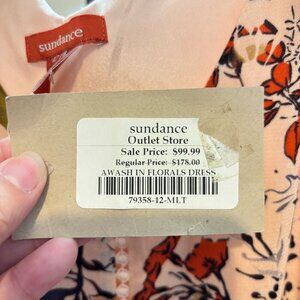 sundance
sundance
Outlet Store
Sale Price: $99.99
Regular Price: $178.00
AWASH IN FLORALS DRESS
79358-12-MLT